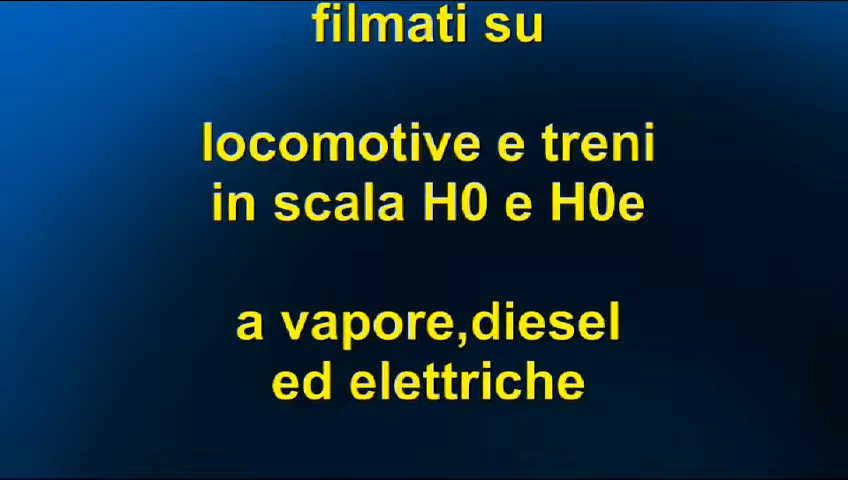 filmati su
locomotive e treni
in scala H0 e H0e
a vapore,diesel
ed elettriche